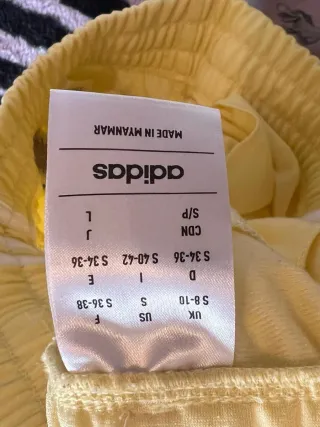 UK US F
S 8-10 S S 36-38
D I E
S 34-36 S 40-42 S 34-36
CDN J
S/P L
adidas
MADE IN MYANMAR